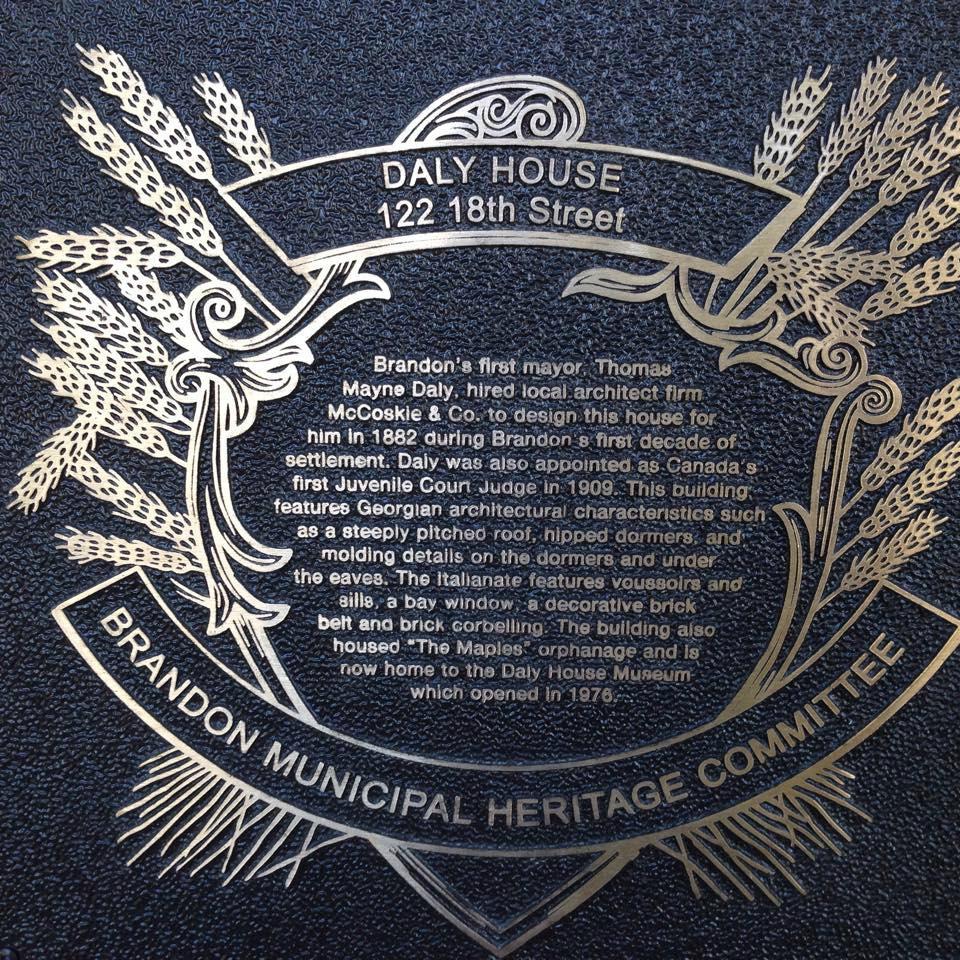 DALY HOUSE
122 18th Street
Brandon's first mayor, Thomas
Mayne Daly, hired local architect firm
McCoskie & Co. to design this house for
him in 1882 during Brandon's first decade of
settlement. Daly was also appointed as Canada's
first Juvenile Court Judge in 1909. This building
features Georgian architectural characteristics such
as a steeply pitched roof, hipped dormers, and
molding details on the dormers and under
the eaves. The Italianate features voussoirs and
sills, a bay window, a decorative brick
belt and brick corbelling. The building also
housed "The Maples" orphanage and is
now home to the Daly House Museum
which opened in 1976.
BRANDON MUNICIPAL HERITAGE COMMITTEE